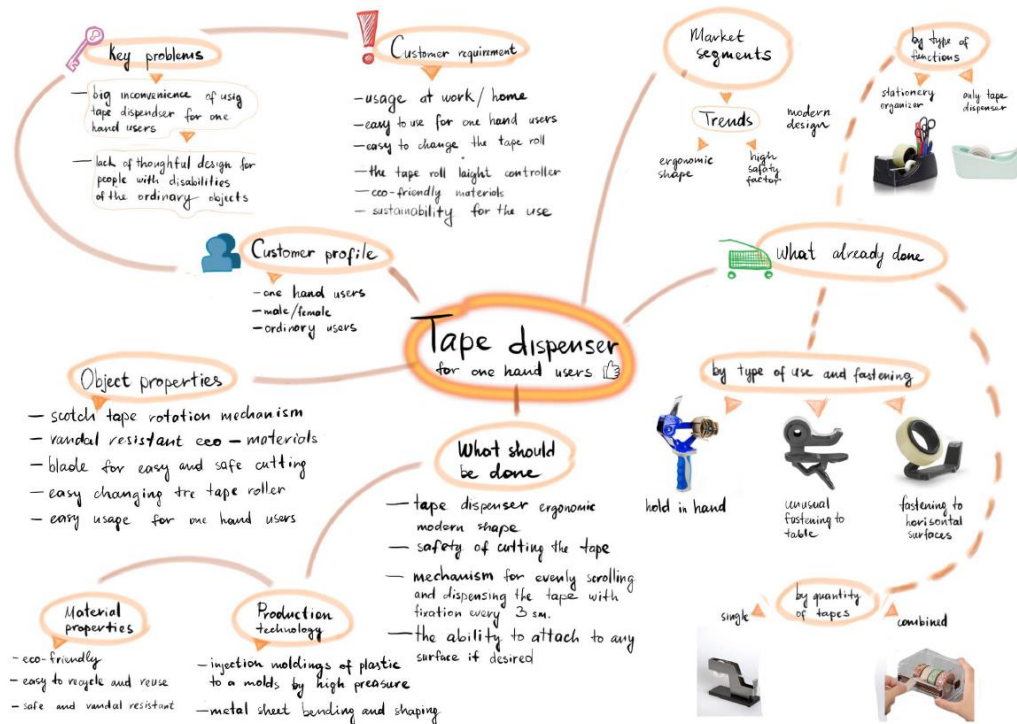 Key problems
— big inconvenience of usig
tape dispendser for one
hand users
— lack of thoughtful design for
people with disabilities
of the ordinary objects
Customer requirement
— usage at work/home
— easy to use for one hand users
— easy to change the tape roll
— the tape roll laight controller
— eco-friendly materials
— sustainability for the use
Customer profile
— one hand users
— male/female
— ordinary users
Market
segments
Trends
modern
design
ergonomic
shape
high
safaty
factor
by type of
functions
stationery
organizer
only tape
dispenser
What already done
Tape dispenser
for one hand users
Object properties
— scotch tape rotation mechanism
— vandal resistant eco-materials
— blade for easy and safe cutting
— easy changing tre tape roller
— easy usage for one hand users
What should
be done
— tape dispenser ergonomic
modern shape
— safety of cutting the tape
— mechanism for evenly scrolling
and dispensing the tape with
fixation every 3 sm.
— the ability to attach to any
surface if desired
by type of use and fastening
hold in hand
unusual
fastening to
table
fastening to
horisontal
surfaces
Material
properties
— eco-friendly
— easy to recycle and reuse
— safe and vandal resistant
Production
technology
— injection moldings of plastic
to a molds by high preasure
— metal sheet bending and shaping
by quantity
of tapes
single
combined